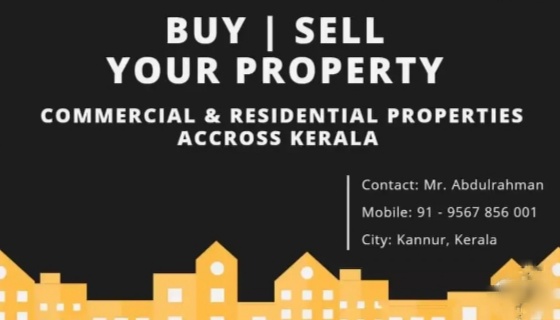 BUY | SELL
YOUR PROPERTY
COMMERCIAL & RESIDENTIAL PROPERTIES
ACCROSS KERALA
Contact: Mr. Abdulrahman
Mobile: 91 - 9567 856 001
City: Kannur, Kerala